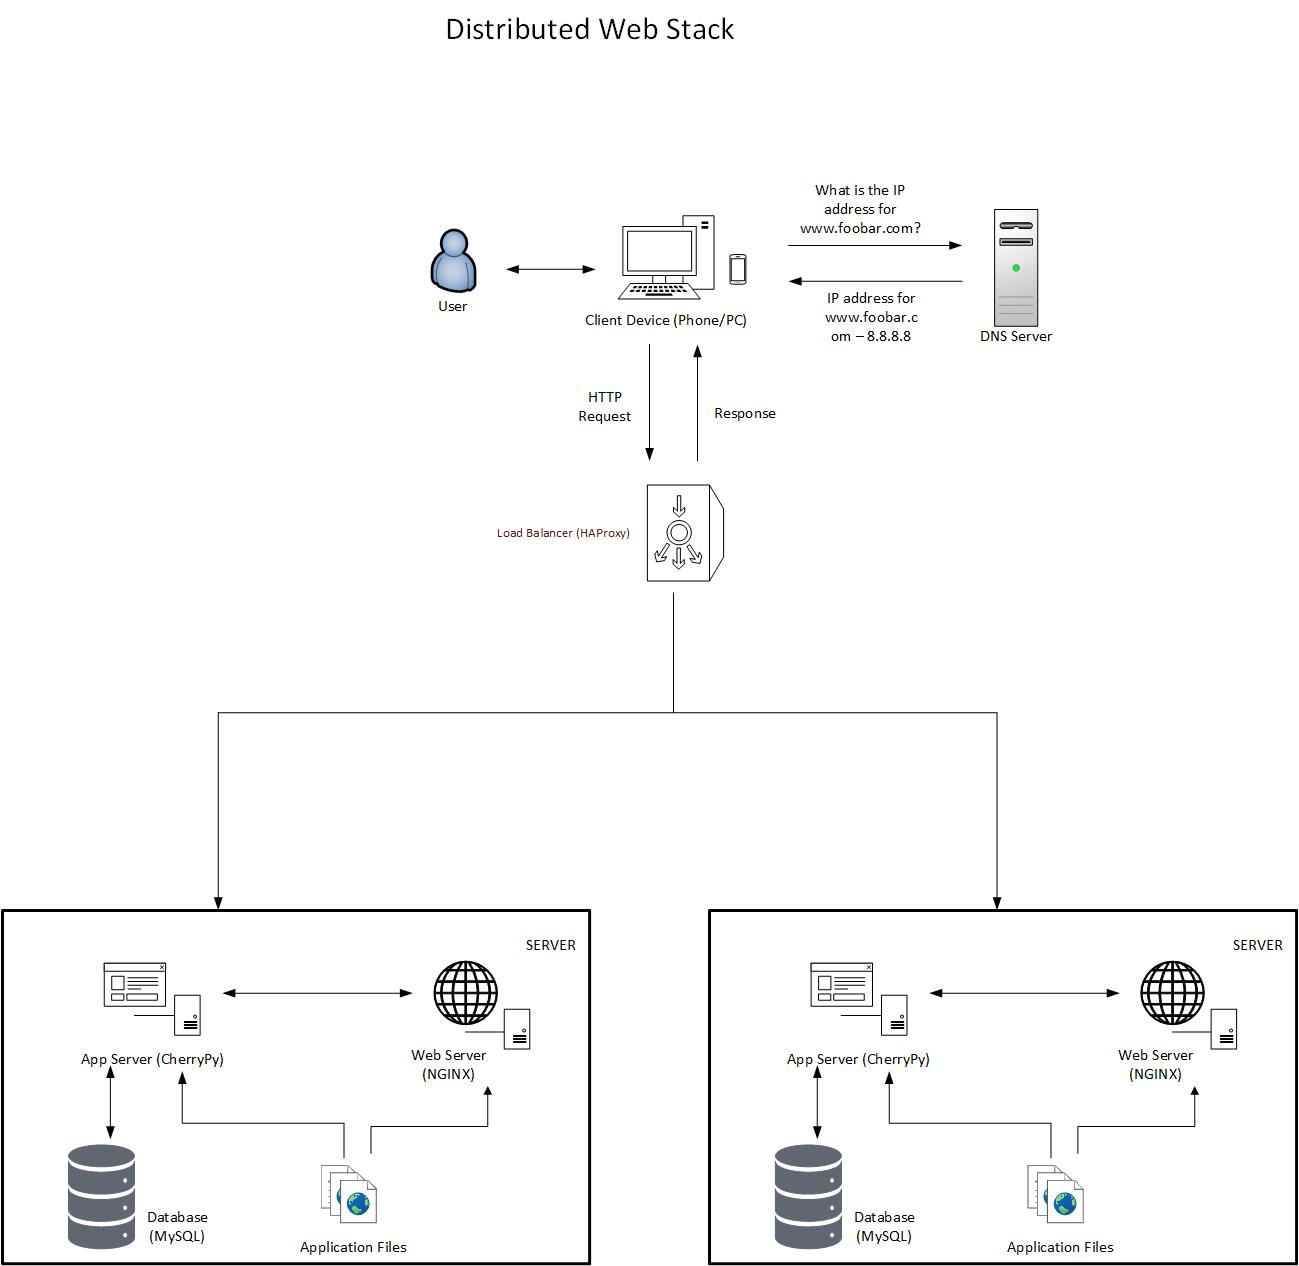 Distributed Web Stack
What is the IP
address for
www.foobar.com?
User
Client Device (Phone/PC)
IP address for
www.foobar.c
om – 8.8.8.8
DNS Server
HTTP
Request
Response
Load Balancer (HAProxy)
SERVER
App Server (CherryPy)
Web Server
(NGINX)
Database
(MySQL)
Application Files
SERVER
App Server (CherryPy)
Web Server
(NGINX)
Database
(MySQL)
Application Files